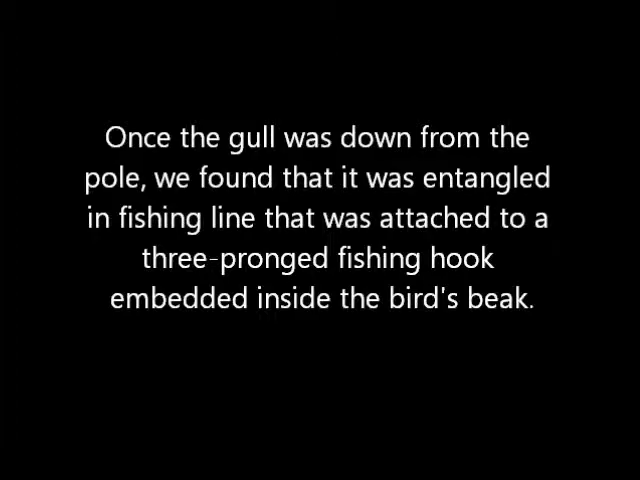 Once the gull was down from the
pole, we found that it was entangled
in fishing line that was attached to a
three-pronged fishing hook
embedded inside the bird's beak.